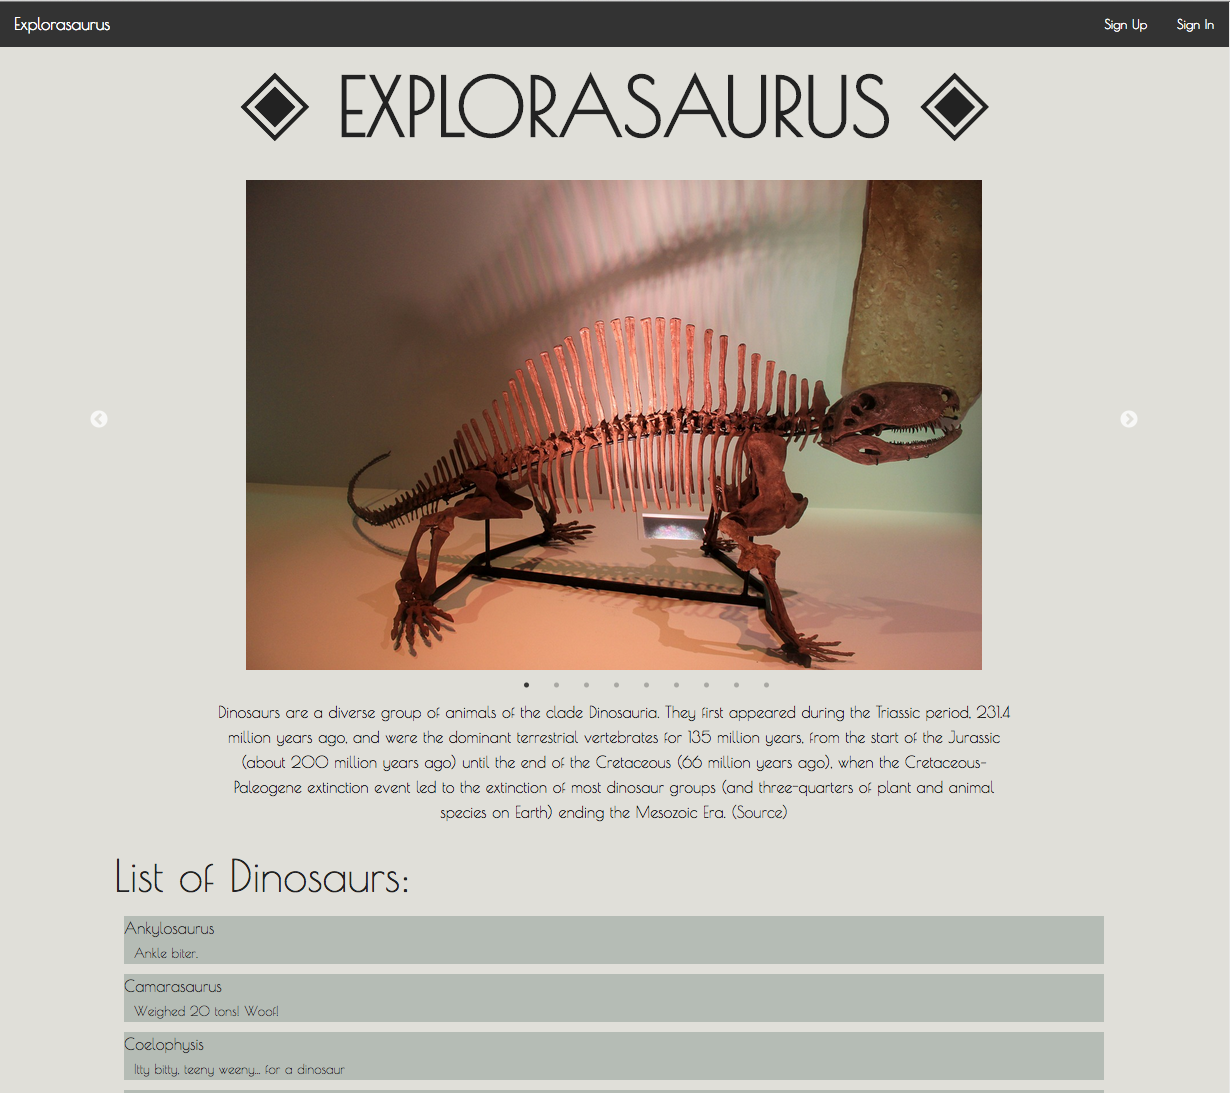 Explorasaurus
Sign Up
Sign In
EXPLORASAURUS
Dinosaurs are a diverse group of animals of the clade Dinosauria. They first appeared during the Triassic period, 231.4
million years ago, and were the dominant terrestrial vertebrates for 135 million years, from the start of the Jurassic
(about 200 million years ago) until the end of the Cretaceous (66 million years ago), when the Cretaceous–
Paleogene extinction event led to the extinction of most dinosaur groups (and three-quarters of plant and animal
species on Earth) ending the Mesozoic Era. (Source)
List of Dinosaurs:
Ankylosaurus
Ankle biter.
Camarasaurus
Weighed 20 tons! Woof!
Coelophysis
Itty bitty, teeny weeny... for a dinosaur